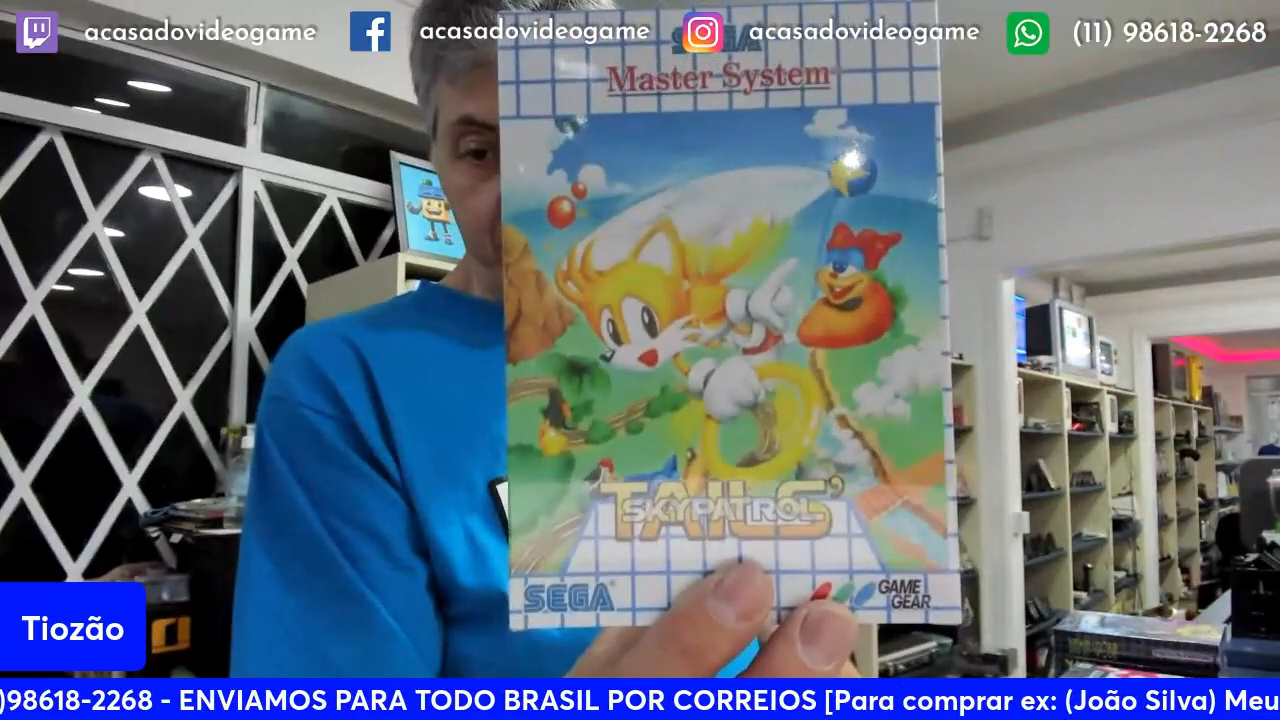 acasadovideogame
acasadovideogame
acasadovideogame
(11) 98618-2268
SEGA
Master System
TAILS'
SKYPATROL
SEGA®
GAME
GEAR
Tiozão
)98618-2268 - ENVIAMOS PARA TODO BRASIL POR CORREIOS [Para comprar ex: (João Silva) Meu